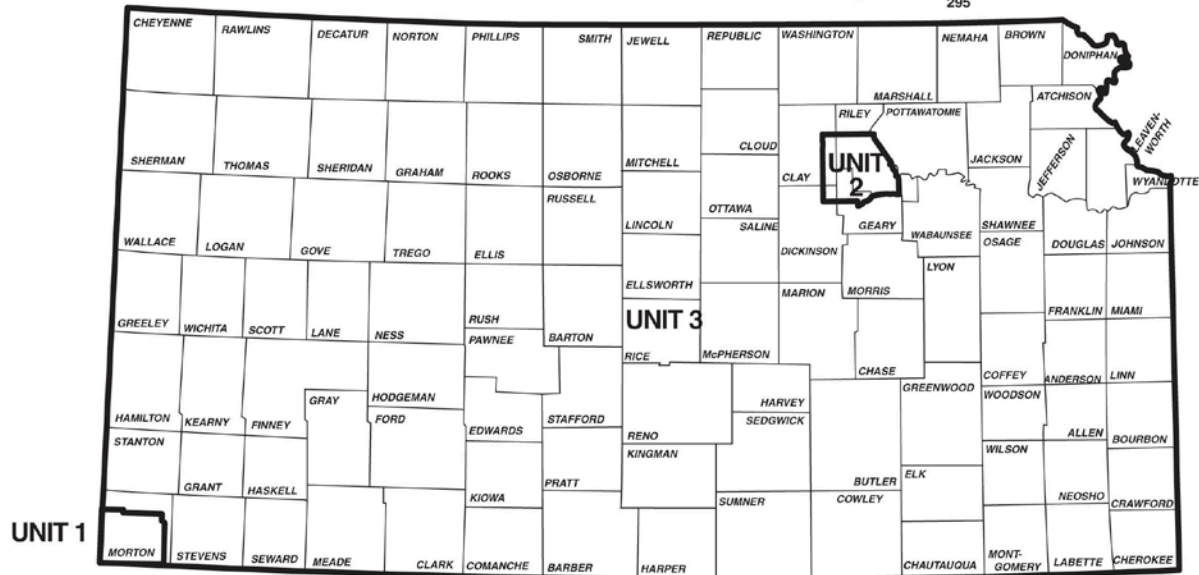 295
CHEYENNE
RAWLINS
DECATUR
NORTON
PHILLIPS
SMITH
JEWELL
REPUBLIC
WASHINGTON
MARSHALL
NEMAHA
BROWN
DONIPHAN
ATCHISON
RILEY
POTTAWATOMIE
LEAVEN-
WORTH
SHERMAN
THOMAS
SHERIDAN
GRAHAM
ROOKS
OSBORNE
MITCHELL
CLOUD
CLAY
UNIT
2
JACKSON
JEFFERSON
WYANDOTTE
RUSSELL
WALLACE
LOGAN
GOVE
TREGO
ELLIS
LINCOLN
OTTAWA
SALINE
DICKINSON
GEARY
WABAUNSEE
SHAWNEE
OSAGE
DOUGLAS
JOHNSON
ELLSWORTH
MARION
MORRIS
LYON
GREELEY
WICHITA
SCOTT
LANE
NESS
RUSH
PAWNEE
BARTON
UNIT 3
RICE
McPHERSON
CHASE
FRANKLIN
MIAMI
COFFEY
ANDERSON
LINN
HAMILTON
KEARNY
FINNEY
GRAY
HODGEMAN
FORD
EDWARDS
STAFFORD
RENO
HARVEY
SEDGWICK
GREENWOOD
WOODSON
ALLEN
BOURBON
STANTON
GRANT
HASKELL
KIOWA
PRATT
KINGMAN
BUTLER
ELK
WILSON
NEOSHO
CRAWFORD
UNIT 1
MORTON
STEVENS
SEWARD
MEADE
CLARK
COMANCHE
BARBER
HARPER
SUMNER
COWLEY
CHAUTAUQUA
MONT-
GOMERY
LABETTE
CHEROKEE